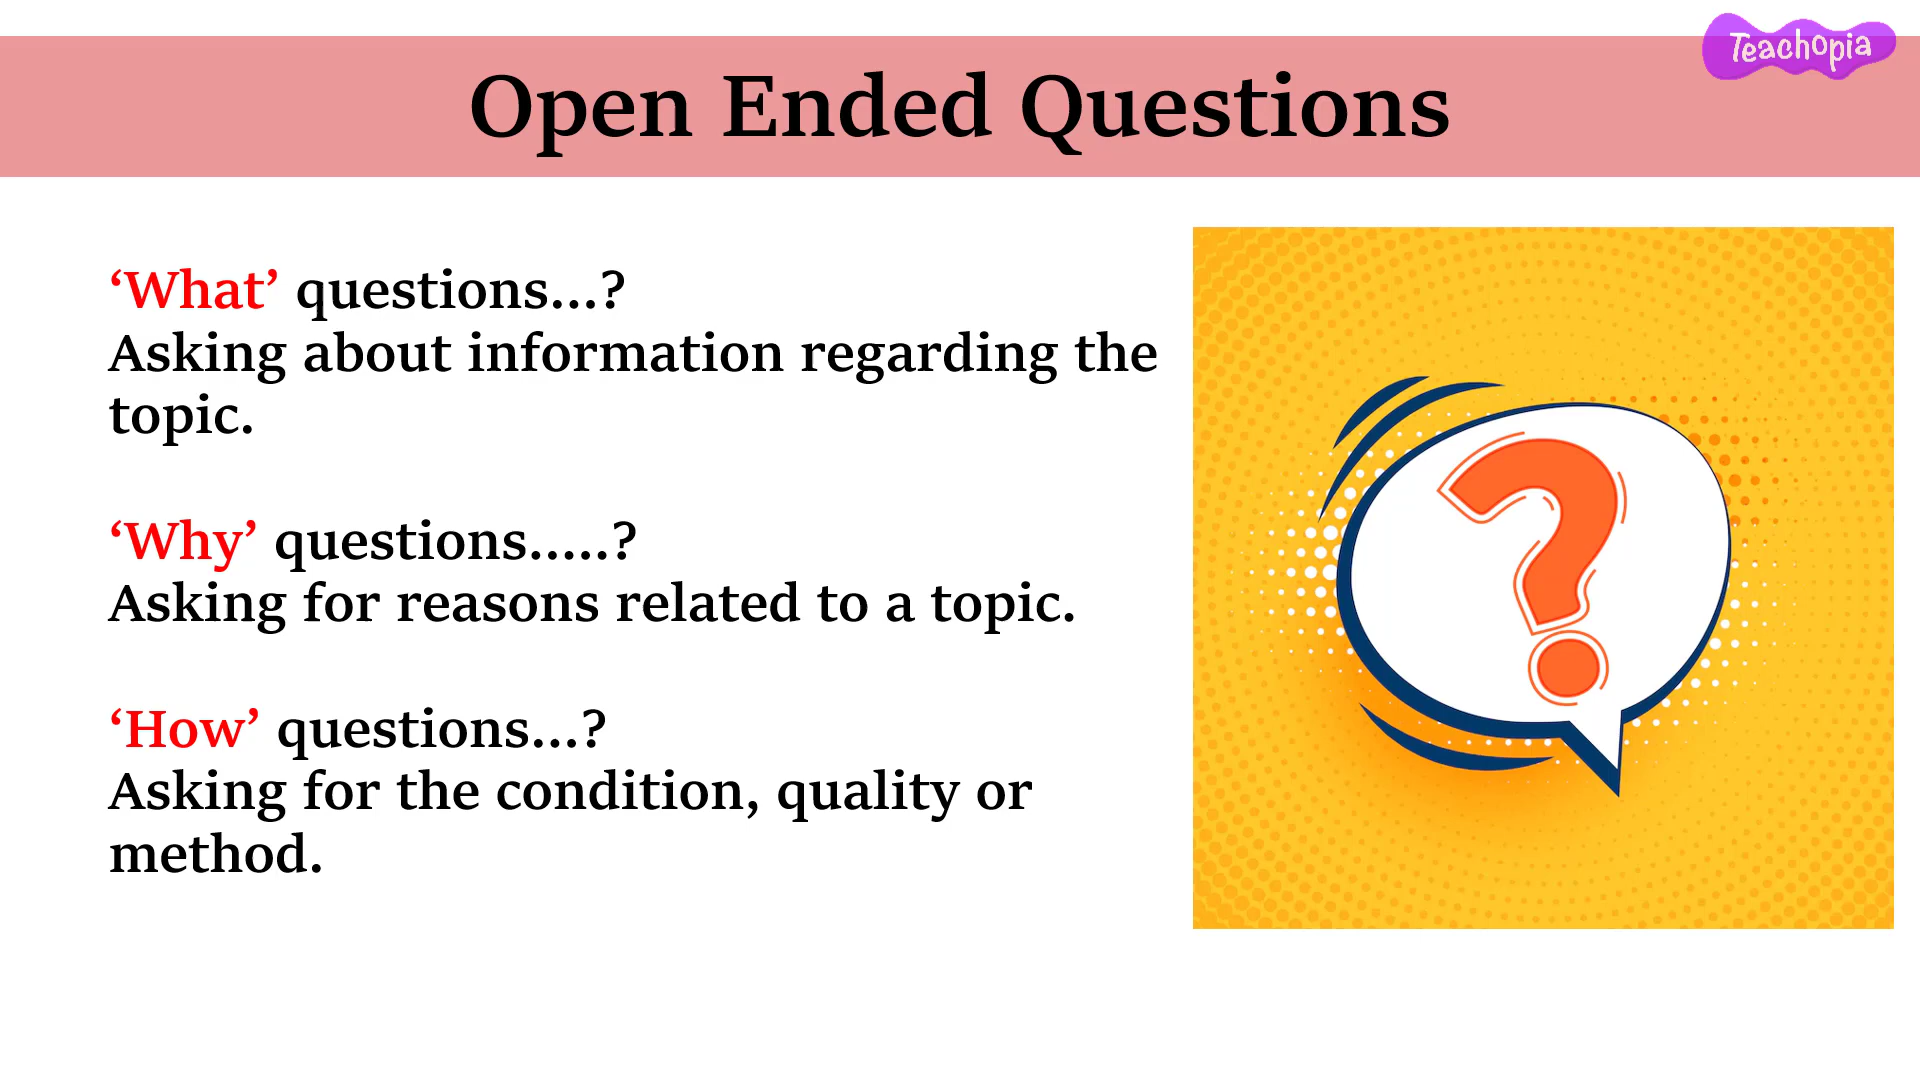 Teachopia
Open Ended Questions
‘What’ questions...?
Asking about information regarding the
topic.
‘Why’ questions.....?
Asking for reasons related to a topic.
‘How’ questions...?
Asking for the condition, quality or
method.
?